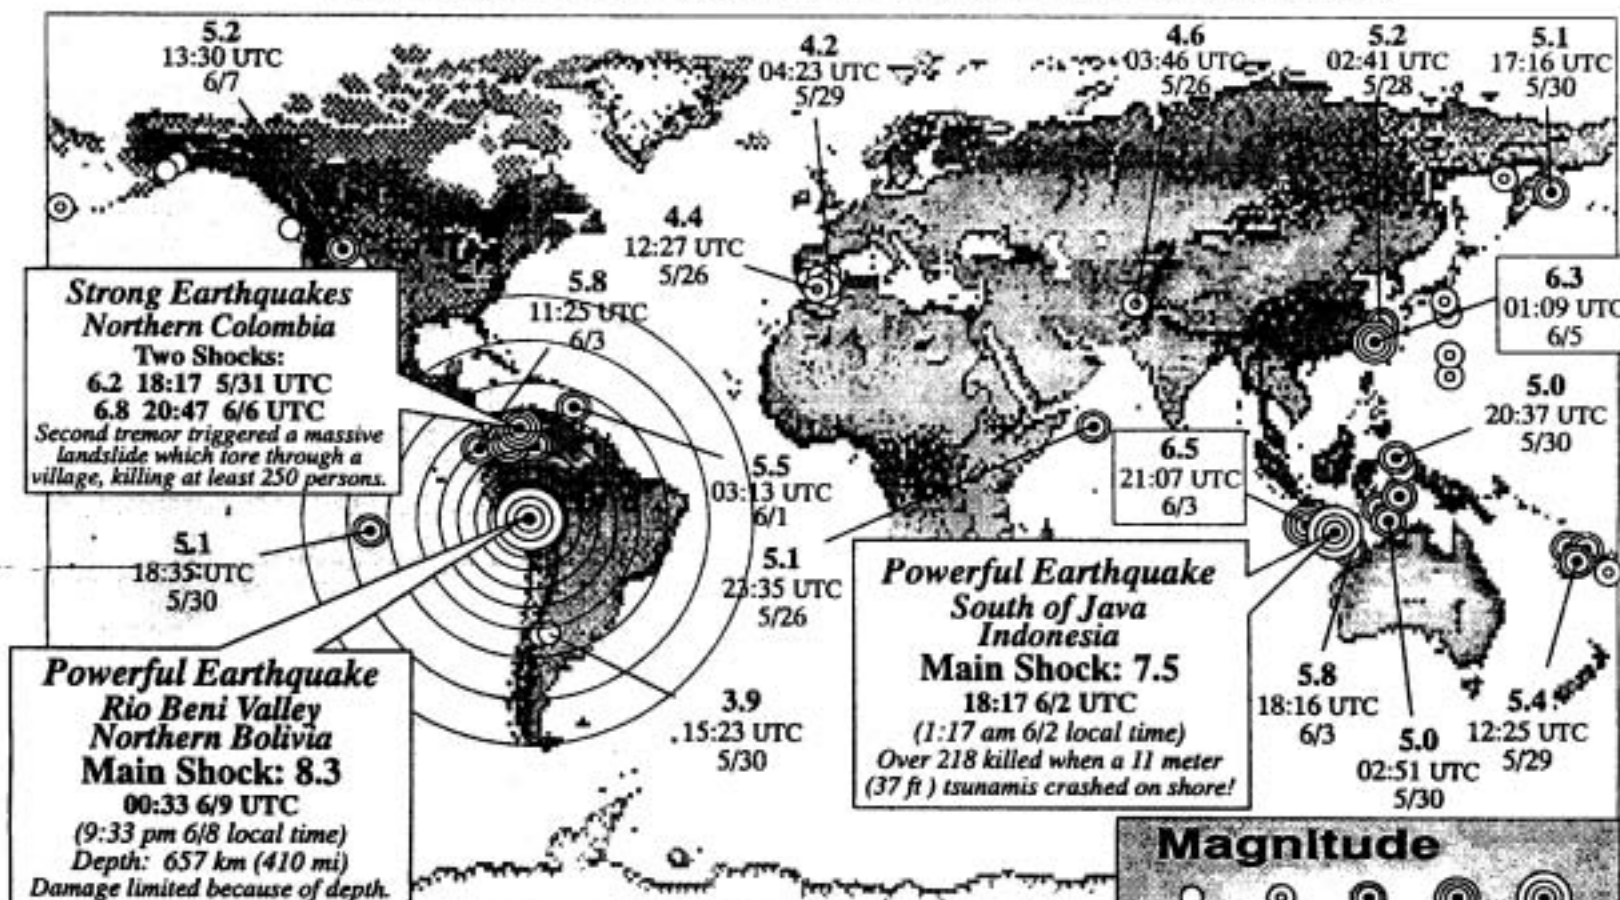 5.2
13:30 UTC
6/7
4.2
04:23 UTC
5/29
4.6
03:46 UTC
5/26
5.2
02:41 UTC
5/28
5.1
17:16 UTC
5/30
4.4
12:27 UTC
5/26
5.8
11:25 UTC
6/3
Strong Earthquakes
Northern Colombia
Two Shocks:
6.2 18:17 5/31 UTC
6.8 20:47 6/6 UTC
Second tremor triggered a massive
landslide which tore through a
village, killing at least 250 persons.
6.3
01:09 UTC
6/5
5.0
20:37 UTC
5/30
5.5
03:13 UTC
6/1
6.5
21:07 UTC
6/3
5.1
18:35 UTC
5/30
5.1
23:35 UTC
5/26
Powerful Earthquake
South of Java
Indonesia
Main Shock: 7.5
18:17 6/2 UTC
(1:17 am 6/2 local time)
Over 218 killed when a 11 meter
(37 ft ) tsunamis crashed on shore!
Powerful Earthquake
Rio Beni Valley
Northern Bolivia
Main Shock: 8.3
00:33 6/9 UTC
(9:33 pm 6/8 local time)
Depth: 657 km (410 mi)
Damage limited because of depth.
3.9
15:23 UTC
5/30
5.8
18:16 UTC
6/3
5.0
02:51 UTC
5/30
5.4
12:25 UTC
5/29
Magnitude